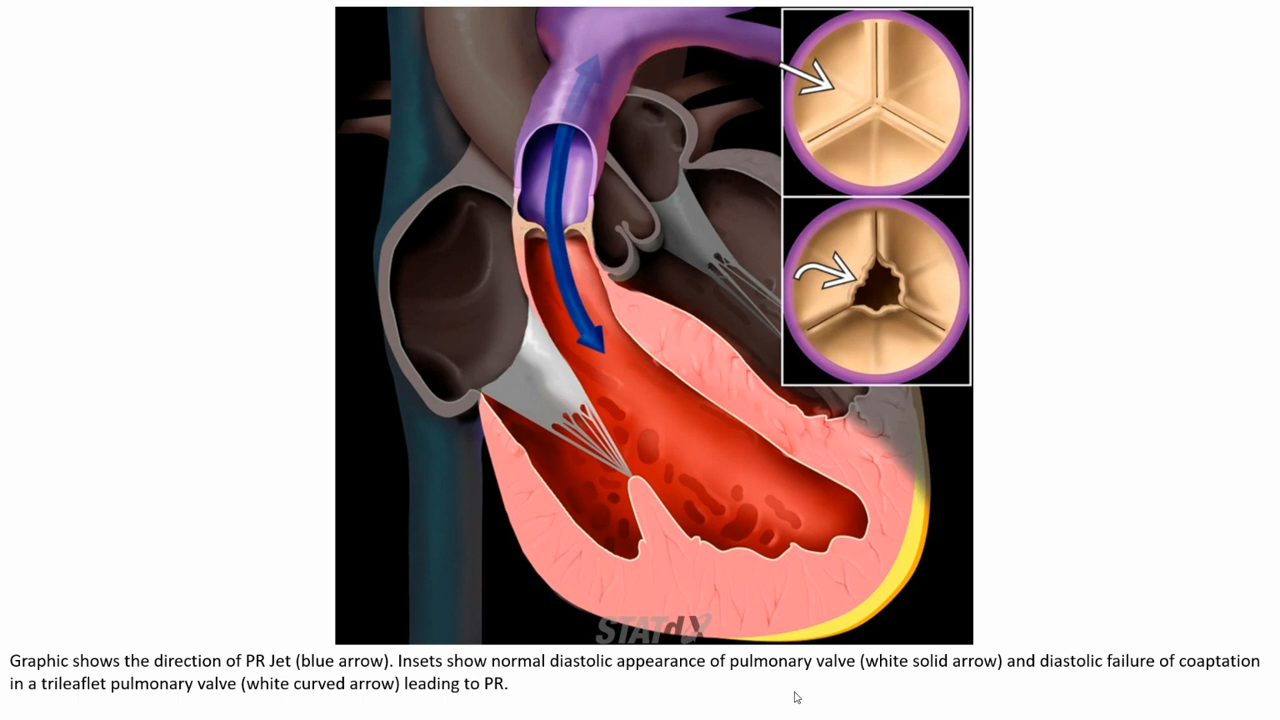 STATdX
Graphic shows the direction of PR Jet (blue arrow). Insets show normal diastolic appearance of pulmonary valve (white solid arrow) and diastolic failure of coaptation
in a trileaflet pulmonary valve (white curved arrow) leading to PR.